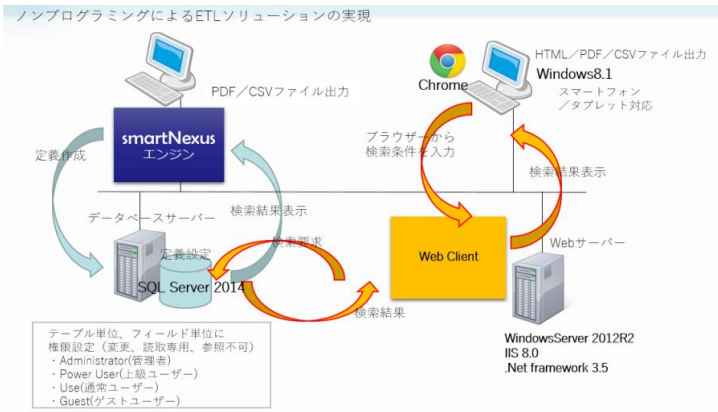 ノンプログラミングによるETLソリューションの実現
HTML／PDF／CSVファイル出力
Chrome
Windows8.1
PDF／CSVファイル出力
スマートフォン
／タブレット対応
smartNexus
エンジン
ブラウザーから
検索条件を入力
定義作成
検索結果表示
検索結果表示
データベースサーバー
検索要求
Webサーバー
定義設定
Web Client
SQL Server 2014
検索結果
テーブル単位、フィールド単位に
権限設定（変更、読取専用、参照不可）
・Administrator(管理者)
・Power User(上級ユーザー)
・Use(通常ユーザー)
・Guest(ゲストユーザー)
WindowsServer 2012R2
IIS 8.0
.Net framework 3.5